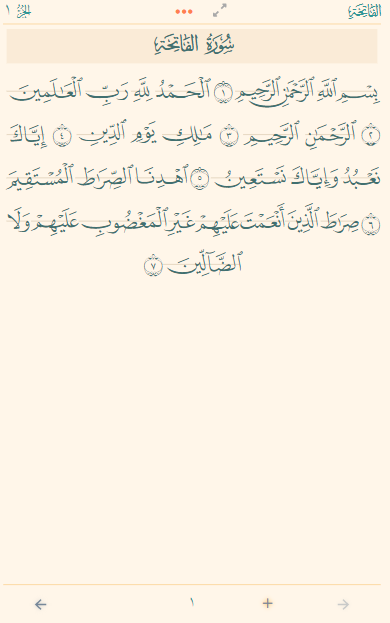 الفاتحة الجزء ١
سُورَةُ الفَاتِحَةِ
بِسْمِ ٱللَّهِ ٱلرَّحْمَٰنِ ٱلرَّحِيمِ ١ ٱلْحَمْدُ لِلَّهِ رَبِّ ٱلْعَٰلَمِينَ
٢ ٱلرَّحْمَٰنِ ٱلرَّحِيمِ ٣ مَٰلِكِ يَوْمِ ٱلدِّينِ ٤ إِيَّاكَ
نَعْبُدُ وَإِيَّاكَ نَسْتَعِينُ ٥ ٱهْدِنَا ٱلصِّرَٰطَ ٱلْمُسْتَقِيمَ
٦ صِرَٰطَ ٱلَّذِينَ أَنْعَمْتَ عَلَيْهِمْ غَيْرِ ٱلْمَغْضُوبِ عَلَيْهِمْ وَلَا
ٱلضَّآلِّينَ ٧
١